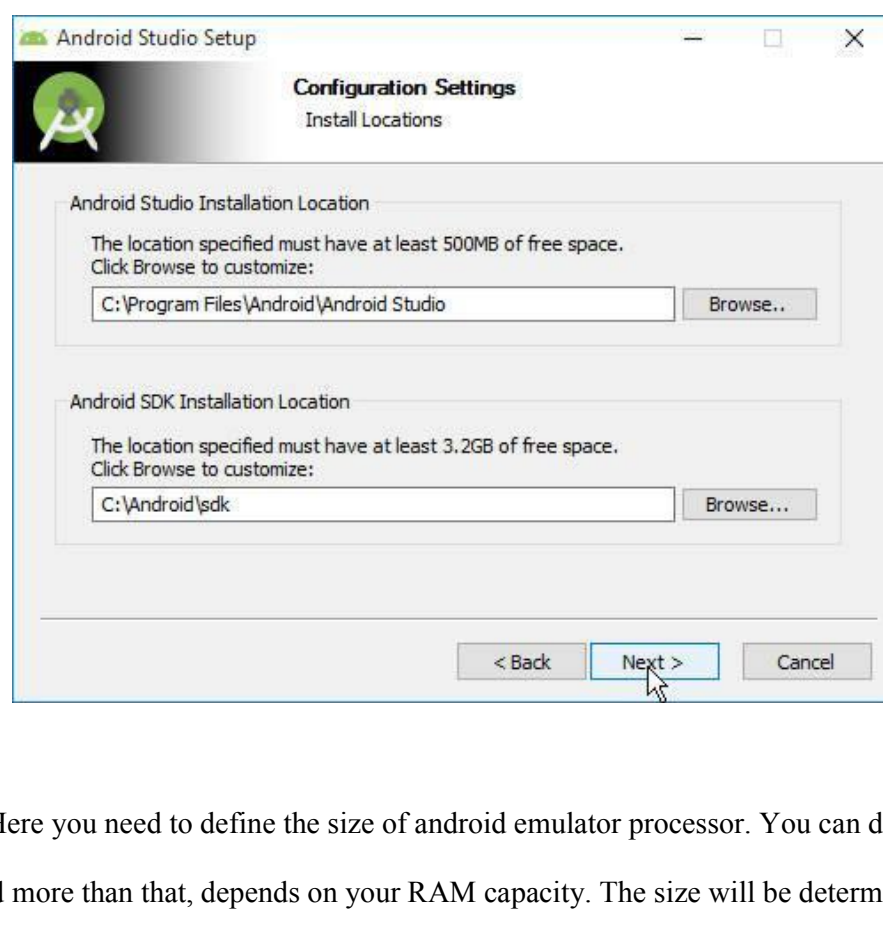 Android Studio Setup
Configuration Settings
Install Locations
Android Studio Installation Location
The location specified must have at least 500MB of free space.
Click Browse to customize:
C:\Program Files\Android\Android Studio
Browse..
Android SDK Installation Location
The location specified must have at least 3.2GB of free space.
Click Browse to customize:
C:\Android\sdk
Browse...
< Back
Next >
Cancel
Here you need to define the size of android emulator processor. You can
more than that, depends on your RAM capacity. The size will be